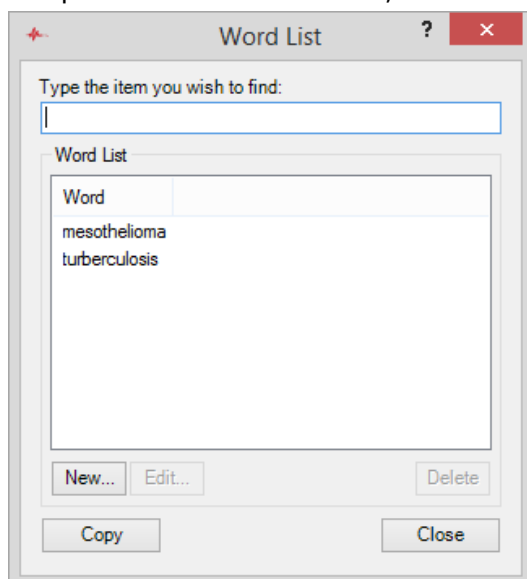 Word List ? ×
Type the item you wish to find:
Word List
Word
mesothelioma
turberculosis
New... Edit... Delete
Copy Close